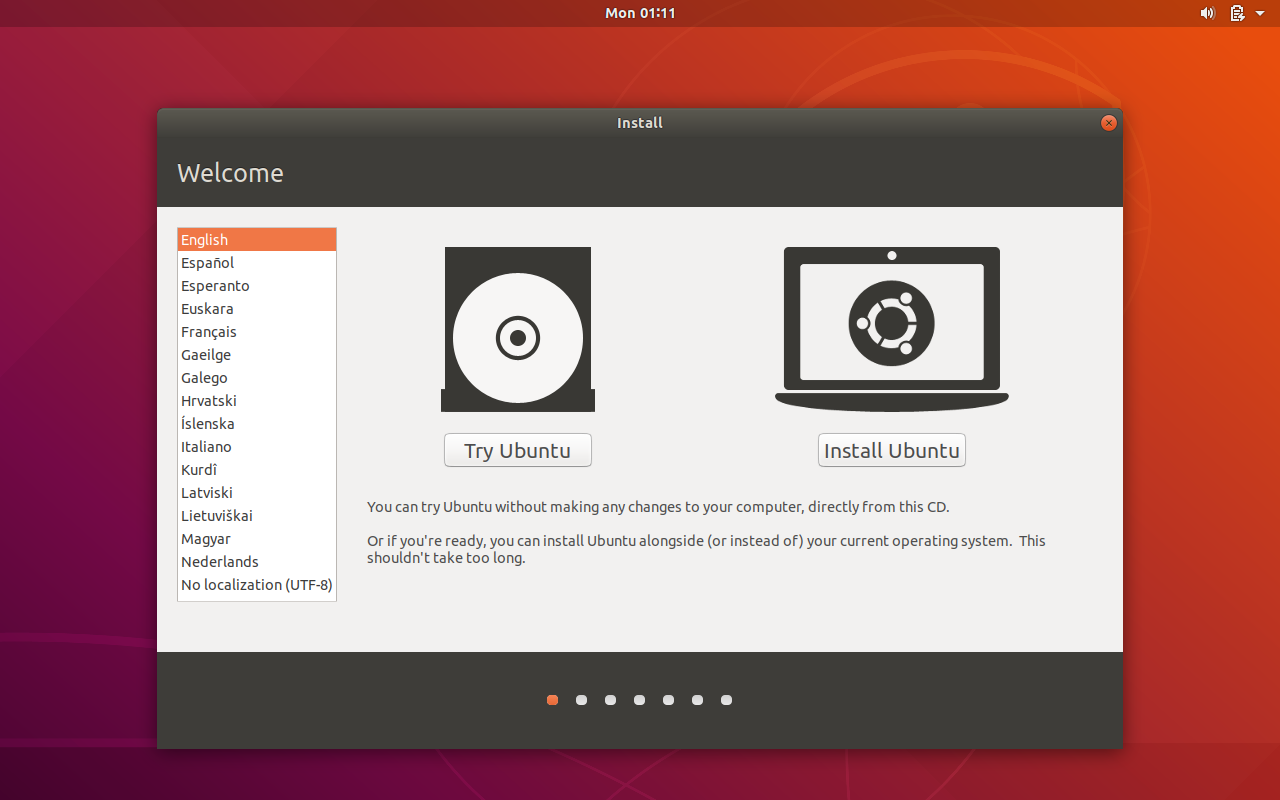 Mon 01:11
Install
Welcome
English
Español
Esperanto
Euskara
Français
Gaeilge
Galego
Hrvatski
Íslenska
Italiano
Kurdî
Latviski
Lietuviškai
Magyar
Nederlands
No localization (UTF-8)
Try Ubuntu
Install Ubuntu
You can try Ubuntu without making any changes to your computer, directly from this CD.
Or if you're ready, you can install Ubuntu alongside (or instead of) your current operating system.  This
shouldn't take too long.